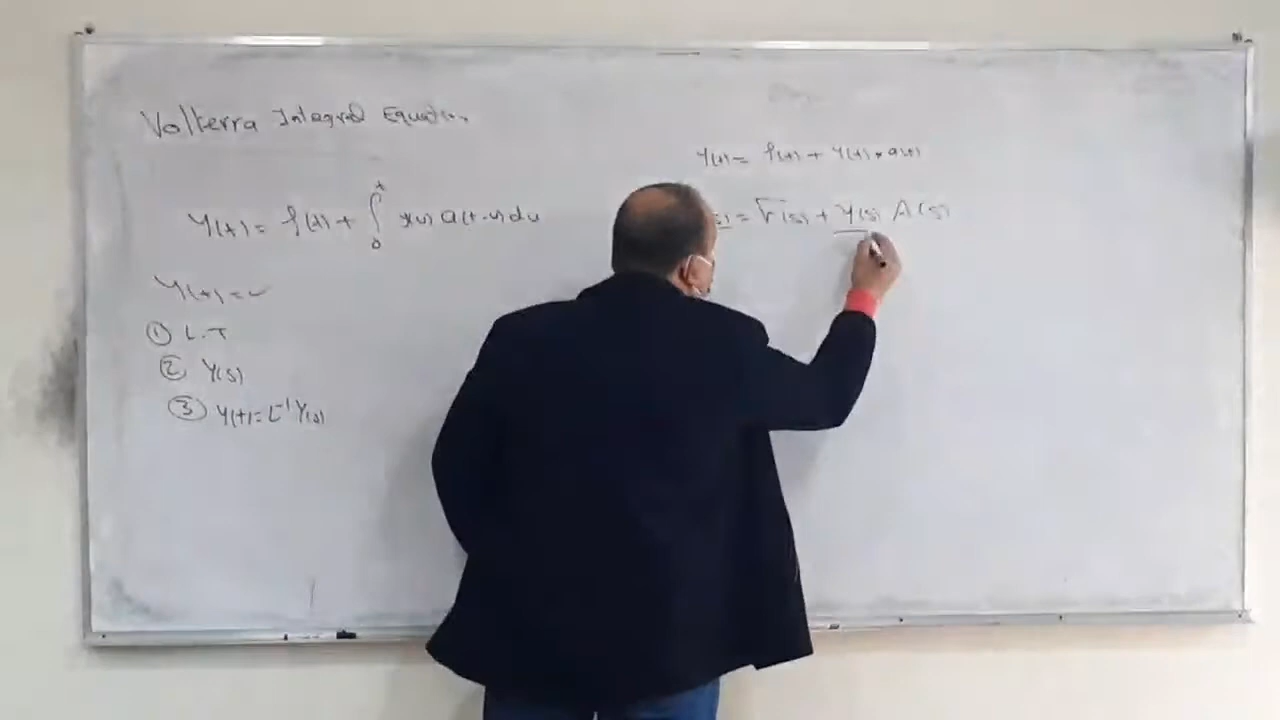 Volterra Integral Equation
Y(t) = f(t) + ∫₀ᵗ y(u) a(t-u) du
Y(t) = ✓
① L.T
② Y(s)
③ Y(t) = L⁻¹ Y(s)
Y(t) = f(t) + Y(t) * a(t)
(s) = F(s) + Y(s) A(s)